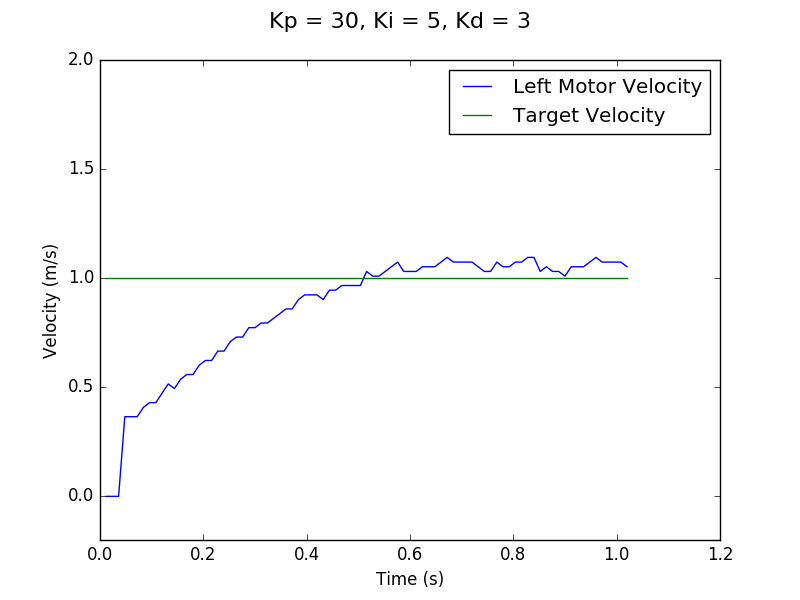 Kp = 30, Ki = 5, Kd = 3
2.0
Left Motor Velocity
Target Velocity
1.5
1.0
0.5
0.0
Velocity (m/s)
0.0 0.2 0.4 0.6 0.8 1.0 1.2
Time (s)